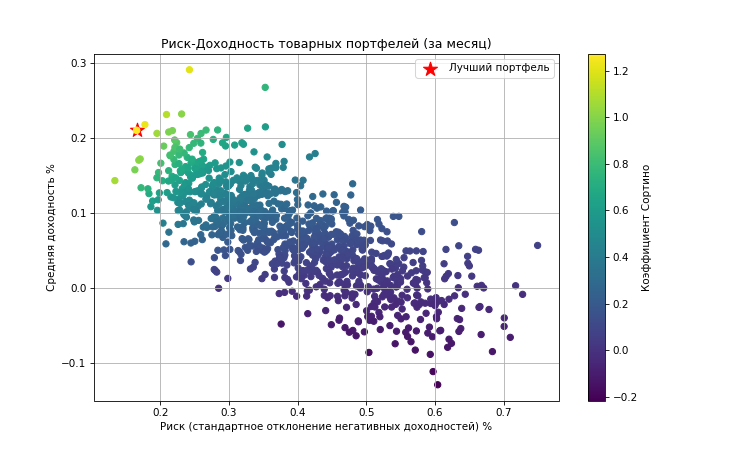 Риск-Доходность товарных портфелей (за месяц)
Лучший портфель
Средняя доходность %
0.3
0.2
0.1
0.0
−0.1
0.2 0.3 0.4 0.5 0.6 0.7
Риск (стандартное отклонение негативных доходностей) %
1.2
1.0
0.8
0.6
0.4
0.2
0.0
−0.2
Коэффициент Сортино